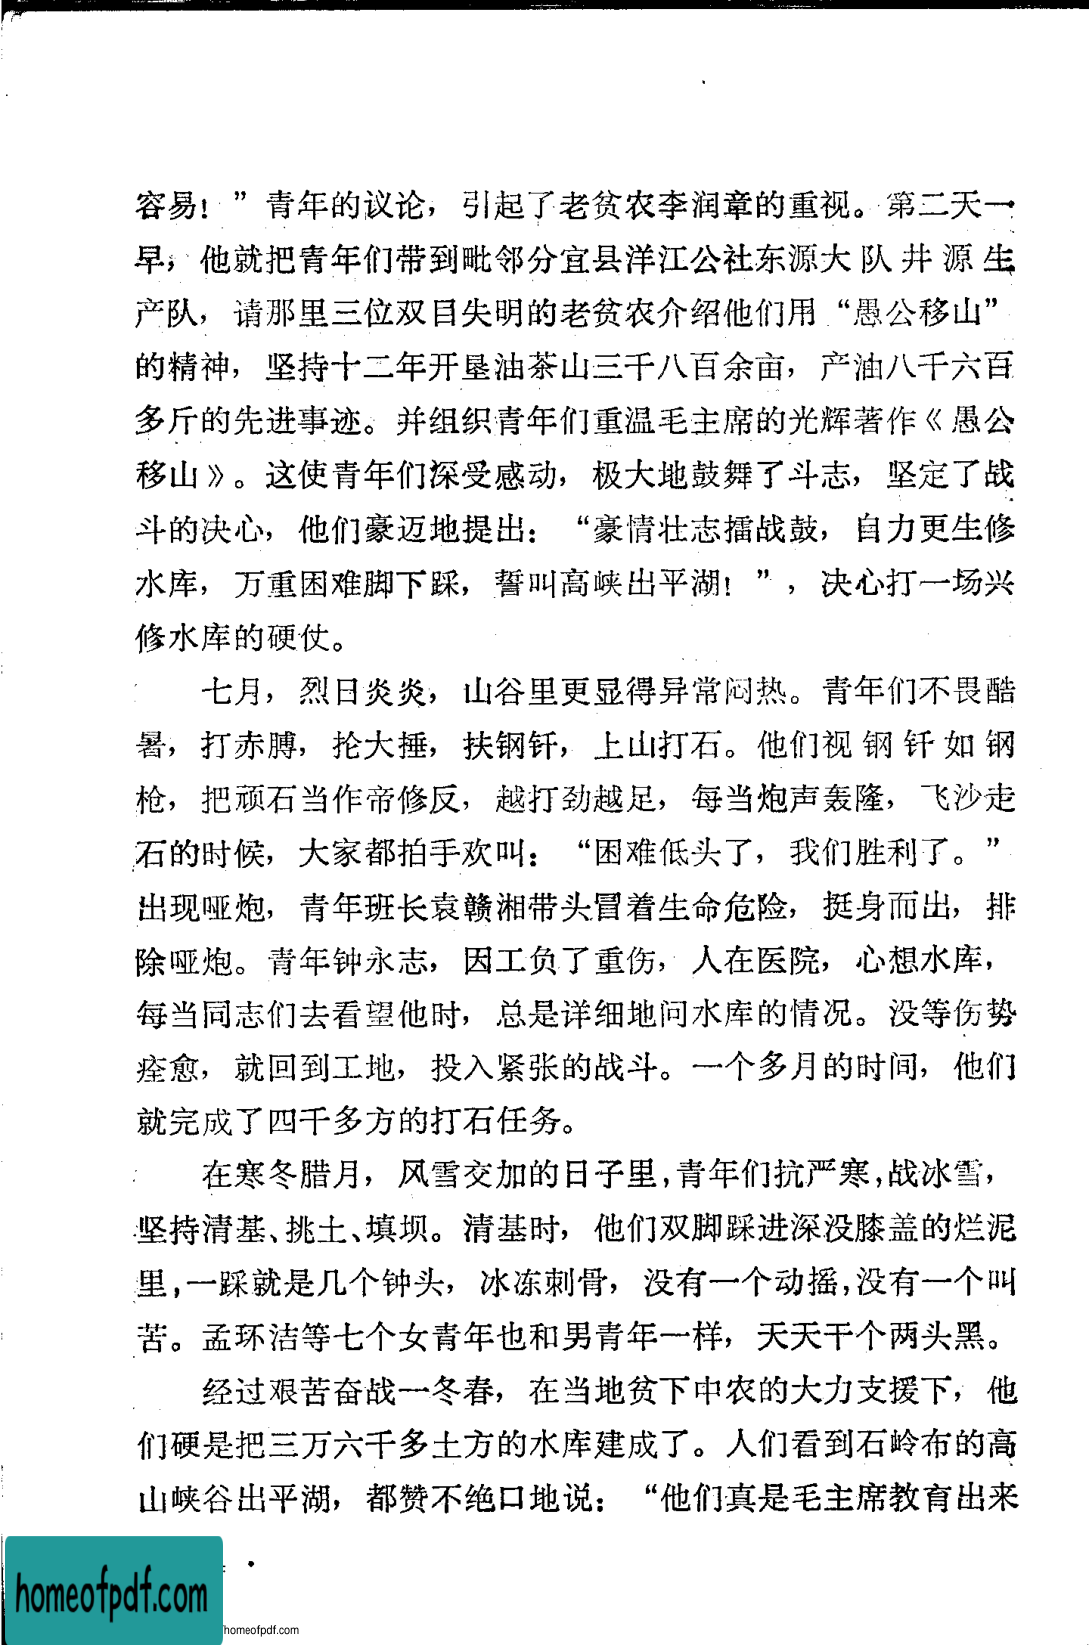 容易！”青年的议论，引起了老贫农李润章的重视。第二天一
早，他就把青年们带到毗邻分宜县洋江公社东源大队井源生
产队，请那里三位双目失明的老贫农介绍他们用“愚公移山”
的精神，坚持十二年开垦油茶山三千八百余亩，产油八千六百
多斤的先进事迹。并组织青年们重温毛主席的光辉著作《愚公
移山》。这使青年们深受感动，极大地鼓舞了斗志，坚定了战
斗的决心，他们豪迈地提出：“豪情壮志擂战鼓，自力更生修
水库，万重困难脚下踩，誓叫高峡出平湖！”，决心打一场兴
修水库的硬仗。
七月，烈日炎炎，山谷里更显得异常闷热。青年们不畏酷
暑，打赤膊，抡大捶，扶钢钎，上山打石。他们视钢钎如钢
枪，把顽石当作帝修反，越打劲越足，每当炮声轰隆，飞沙走
石的时候，大家都拍手欢叫：“困难低头了，我们胜利了。”
出现哑炮，青年班长袁赣湘带头冒着生命危险，挺身而出，排
除哑炮。青年钟永志，因工负了重伤，人在医院，心想水库，
每当同志们去看望他时，总是详细地问水库的情况。没等伤势
痊愈，就回到工地，投入紧张的战斗。一个多月的时间，他们
就完成了四千多方的打石任务。
在寒冬腊月，风雪交加的日子里，青年们抗严寒，战冰雪，
坚持清基、挑土、填坝。清基时，他们双脚踩进深没膝盖的烂泥
里，一踩就是几个钟头，冰冻刺骨，没有一个动摇，没有一个叫
苦。孟环洁等七个女青年也和男青年一样，天天干个两头黑。
经过艰苦奋战一冬春，在当地贫下中农的大力支援下，他
们硬是把三万六千多土方的水库建成了。人们看到石岭布的高
山峡谷出平湖，都赞不绝口地说：“他们真是毛主席教育出来
homeofpdf.com
homeofpdf.com